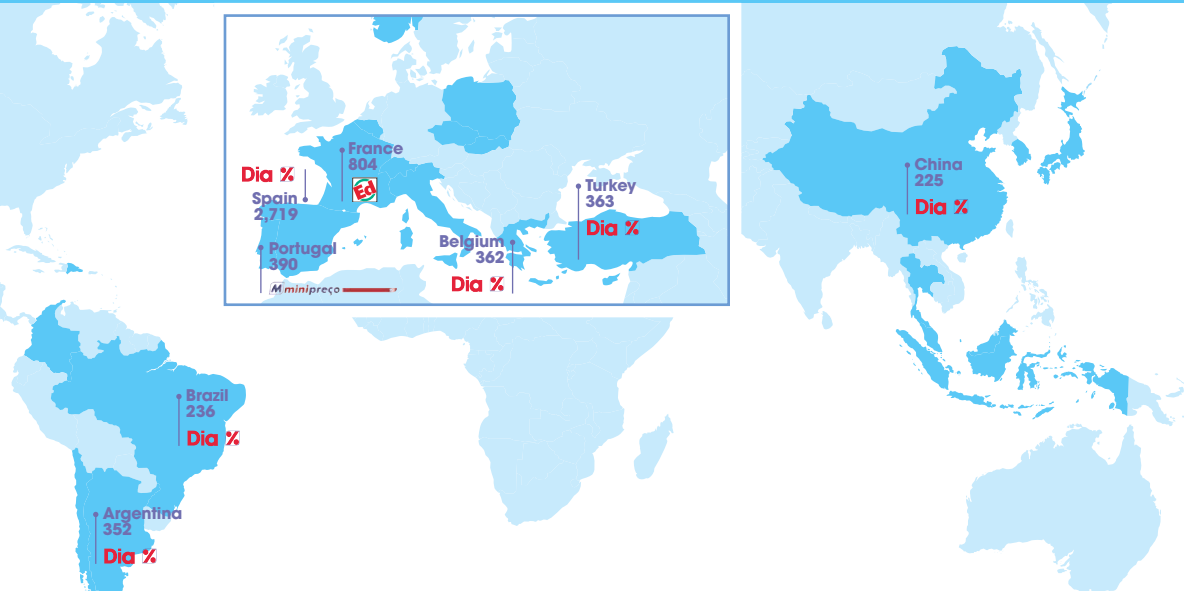 France
804
Ed
Dia %
Spain
2,719
Portugal
390
M minipreço
Turkey
363
Dia %
Belgium
362
Dia %
China
225
Dia %
Brazil
236
Dia %
Argentina
352
Dia %